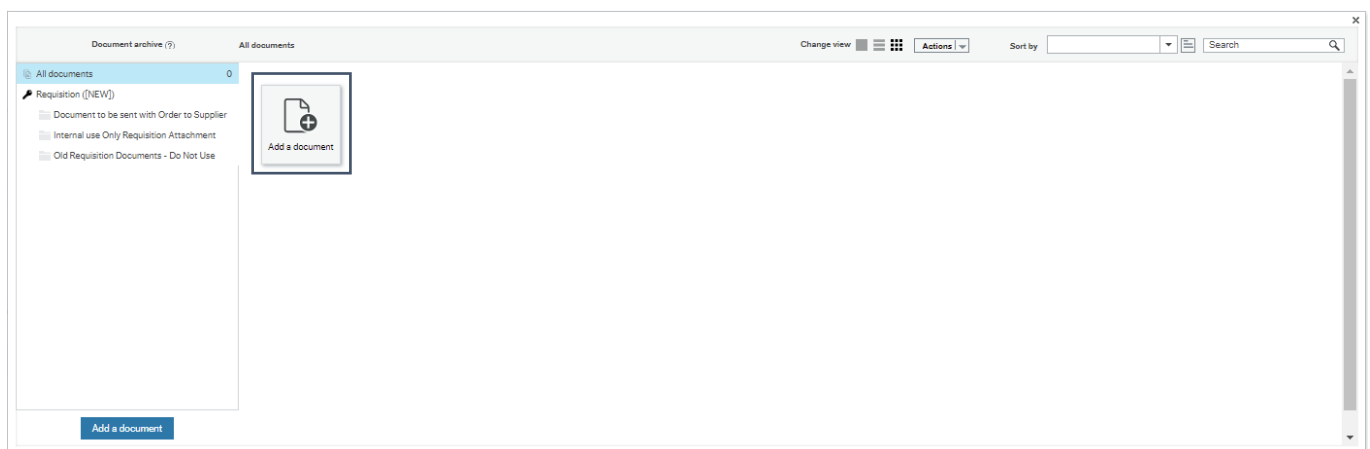 ×
Document archive (?)
All documents
Change view
Actions
Sort by
Search
All documents 0
Requisition ([NEW])
Document to be sent with Order to Supplier
Internal use Only Requisition Attachment
Old Requisition Documents - Do Not Use
Add a document
Add a document